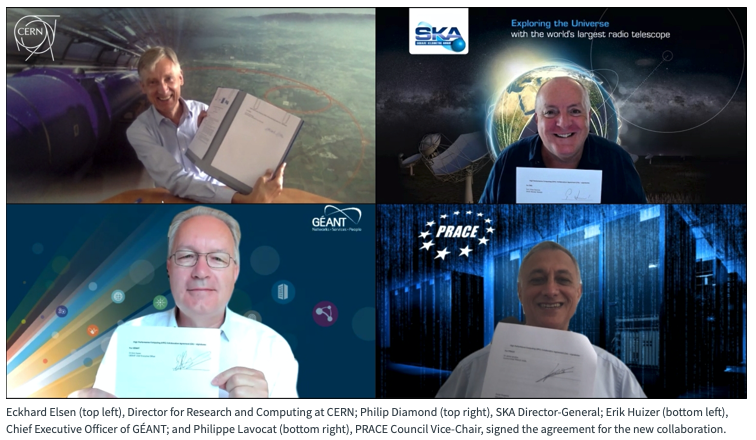 CERN
SKA
SQUARE KILOMETRE ARRAY
Exploring the Universe
with the world's largest radio telescope
GÉANT
Networks • Services • People
PRACE
Eckhard Elsen (top left), Director for Research and Computing at CERN; Philip Diamond (top right), SKA Director-General; Erik Huizer (bottom left),
Chief Executive Officer of GÉANT; and Philippe Lavocat (bottom right), PRACE Council Vice-Chair, signed the agreement for the new collaboration.